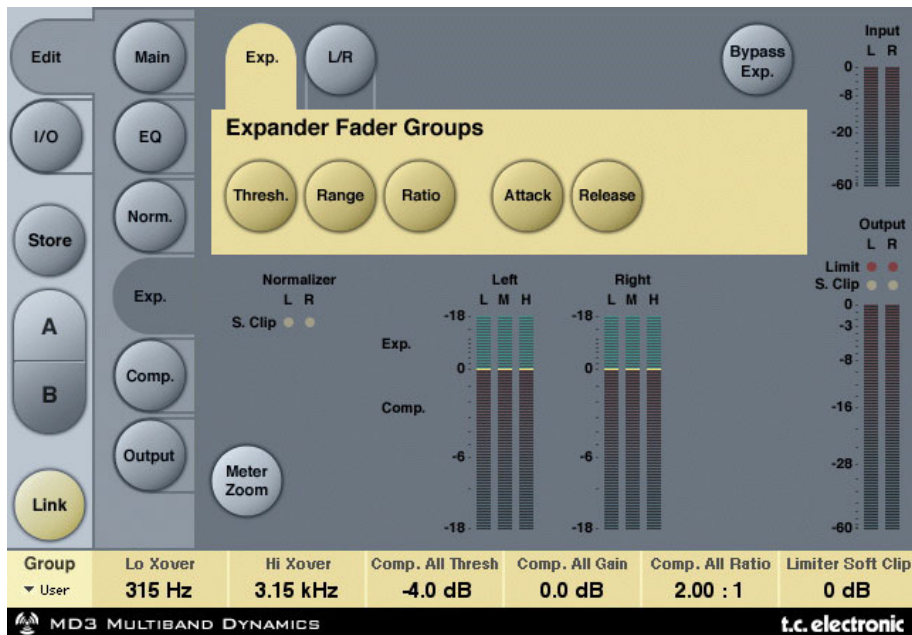 Edit
I/O
Store
A
B
Link
Main
EQ
Norm.
Exp.
Comp.
Output
Exp.
L/R
Bypass
Exp.
Expander Fader Groups
Thresh.
Range
Ratio
Attack
Release
Normalizer
L R
S. Clip
Left
L M H
Right
L M H
Exp.
Comp.
-18
0
-6
-18
-18
0
-6
-18
Meter
Zoom
Input
L R
0
-8
-20
-60
Output
L R
Limit
S. Clip
0
-3
-8
-16
-28
-60
Group
User
Lo Xover
315 Hz
Hi Xover
3.15 kHz
Comp. All Thresh
-4.0 dB
Comp. All Gain
0.0 dB
Comp. All Ratio
2.00 : 1
Limiter Soft Clip
0 dB
MD3 MULTIBAND DYNAMICS
t.c. electronic